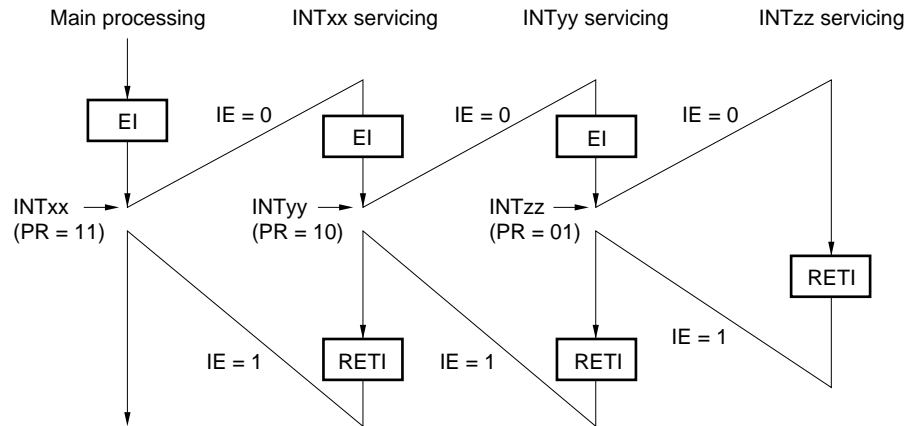 Main processing
INTxx servicing
INTyy servicing
INTzz servicing
EI
IE = 0
EI
IE = 0
EI
IE = 0
INTxx
(PR = 11)
INTyy
(PR = 10)
INTzz
(PR = 01)
RETI
IE = 1
RETI
IE = 1
RETI
IE = 1